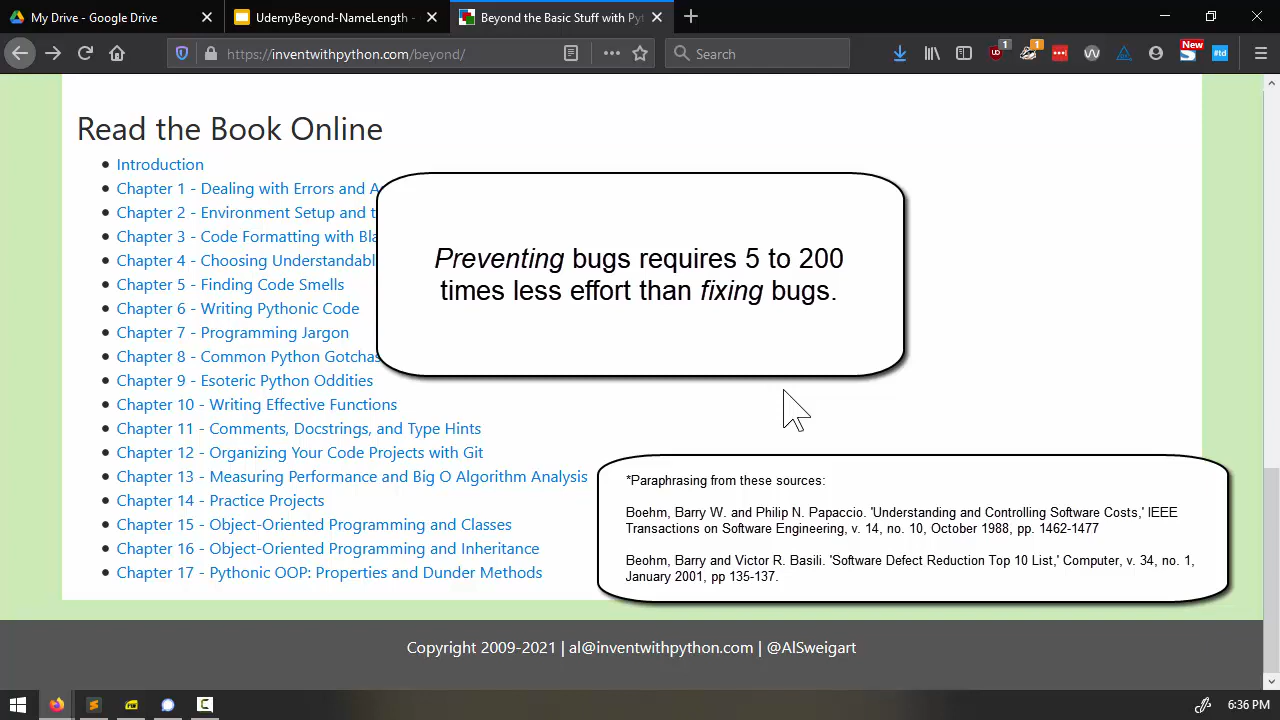 My Drive - Google Drive
UdemyBeyond-NameLength -
Beyond the Basic Stuff with Pyt
https://inventwithpython.com/beyond/
Search
1
1
New
#td
Read the Book Online
Introduction
Chapter 1 - Dealing with Errors and A
Chapter 2 - Environment Setup and t
Chapter 3 - Code Formatting with Bla
Chapter 4 - Choosing Understandabl
Chapter 5 - Finding Code Smells
Chapter 6 - Writing Pythonic Code
Chapter 7 - Programming Jargon
Chapter 8 - Common Python Gotchas
Chapter 9 - Esoteric Python Oddities
Chapter 10 - Writing Effective Functions
Chapter 11 - Comments, Docstrings, and Type Hints
Chapter 12 - Organizing Your Code Projects with Git
Chapter 13 - Measuring Performance and Big O Algorithm Analysis
Chapter 14 - Practice Projects
Chapter 15 - Object-Oriented Programming and Classes
Chapter 16 - Object-Oriented Programming and Inheritance
Chapter 17 - Pythonic OOP: Properties and Dunder Methods
Preventing bugs requires 5 to 200
times less effort than fixing bugs.
*Paraphrasing from these sources:
Boehm, Barry W. and Philip N. Papaccio. 'Understanding and Controlling Software Costs,' IEEE
Transactions on Software Engineering, v. 14, no. 10, October 1988, pp. 1462-1477
Beohm, Barry and Victor R. Basili. 'Software Defect Reduction Top 10 List,' Computer, v. 34, no. 1,
January 2001, pp 135-137.
Copyright 2009-2021 | al@inventwithpython.com | @AlSweigart
6:36 PM